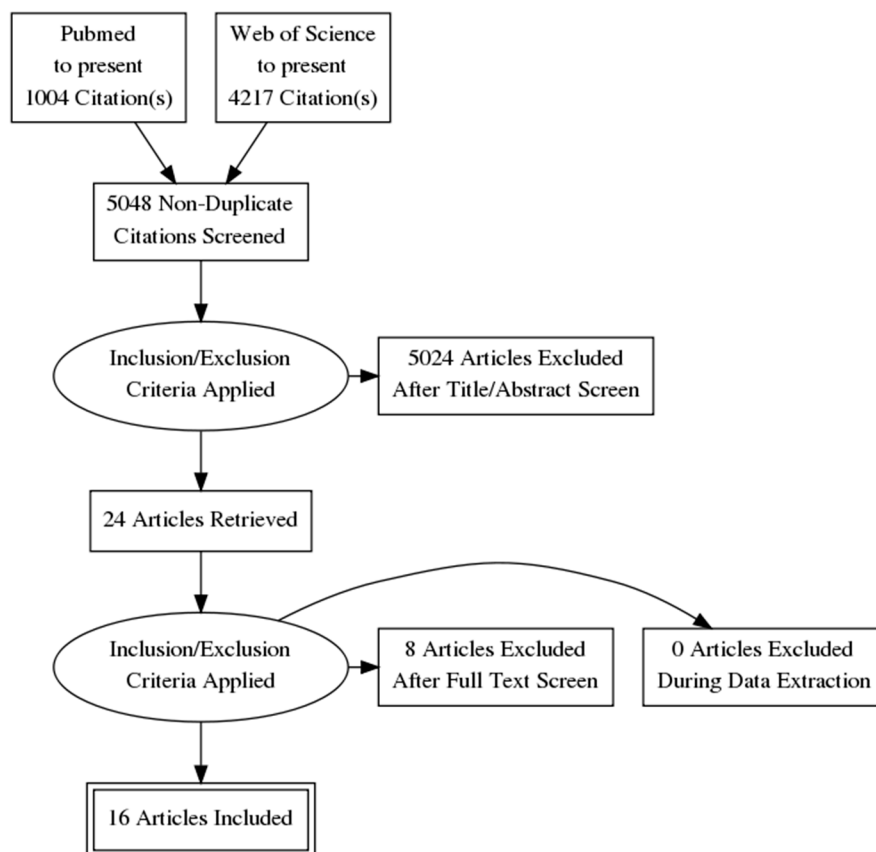 Pubmed
to present
1004 Citation(s)
Web of Science
to present
4217 Citation(s)
5048 Non-Duplicate
Citations Screened
Inclusion/Exclusion
Criteria Applied
5024 Articles Excluded
After Title/Abstract Screen
24 Articles Retrieved
Inclusion/Exclusion
Criteria Applied
8 Articles Excluded
After Full Text Screen
0 Articles Excluded
During Data Extraction
16 Articles Included